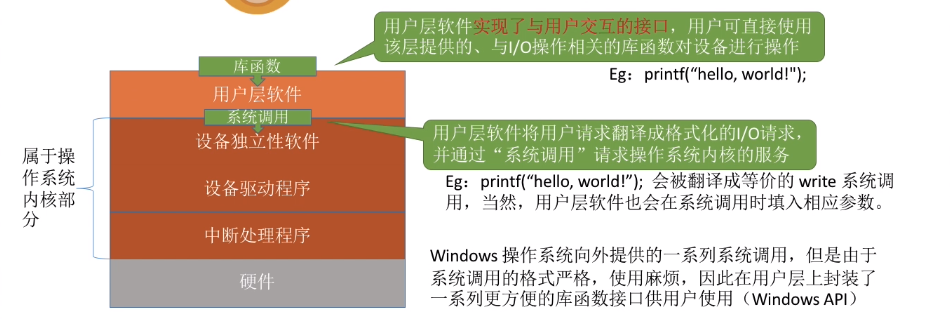 用户层软件实现了与用户交互的接口，用户可直接使用
该层提供的、与I/O操作相关的库函数对设备进行操作
Eg：printf(“hello, world!");
库函数
用户层软件
系统调用
设备独立性软件
设备驱动程序
中断处理程序
硬件
属于操
作系统
内核部
分
用户层软件将用户请求翻译成格式化的I/O请求，
并通过“系统调用”请求操作系统内核的服务
Eg：printf(“hello, world!”); 会被翻译成等价的 write 系统调
用，当然，用户层软件也会在系统调用时填入相应参数。
Windows 操作系统向外提供的一系列系统调用，但是由于
系统调用的格式严格，使用麻烦，因此在用户层上封装了
一系列更方便的库函数接口供用户使用（Windows API）